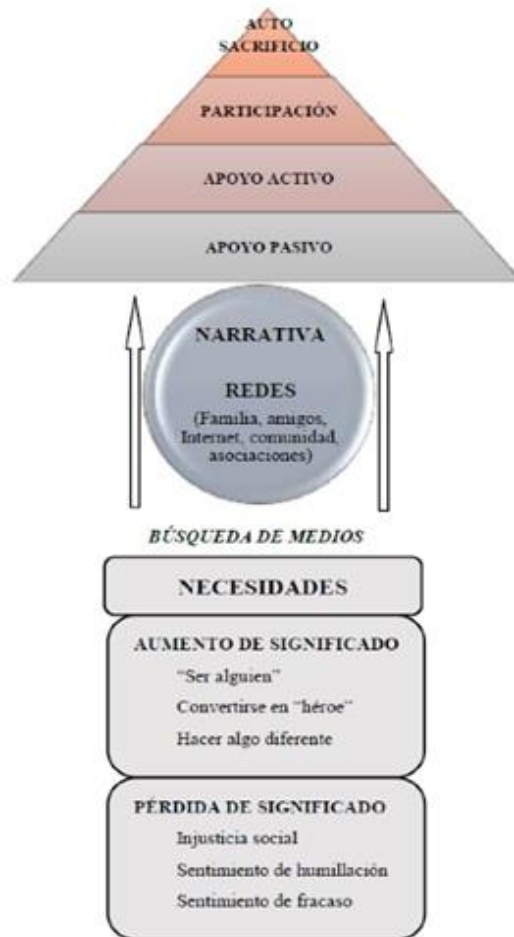 AUTO
SACRIFICIO
PARTICIPACIÓN
APOYO ACTIVO
APOYO PASIVO
NARRATIVA
REDES
(Familia, amigos,
Internet, comunidad,
asociaciones)
BÚSQUEDA DE MEDIOS
NECESIDADES
AUMENTO DE SIGNIFICADO
“Ser alguien”
Convertirse en “héroe”
Hacer algo diferente
PÉRDIDA DE SIGNIFICADO
Injusticia social
Sentimiento de humillación
Sentimiento de fracaso